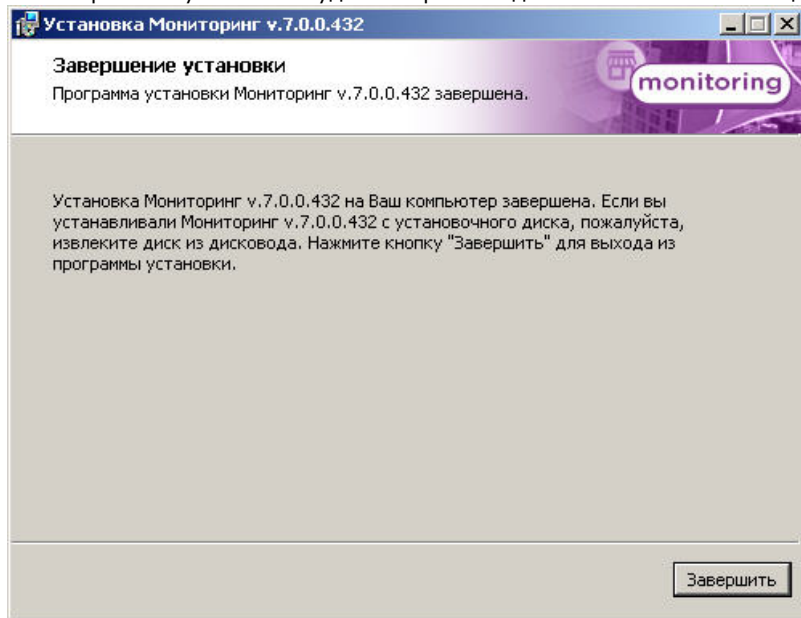 Установка Мониторинг v.7.0.0.432
Завершение установки
Программа установки Мониторинг v.7.0.0.432 завершена.
monitoring
Установка Мониторинг v.7.0.0.432 на Ваш компьютер завершена. Если вы
устанавливали Мониторинг v.7.0.0.432 с установочного диска, пожалуйста,
извлеките диск из дисковода. Нажмите кнопку "Завершить" для выхода из
программы установки.
Завершить